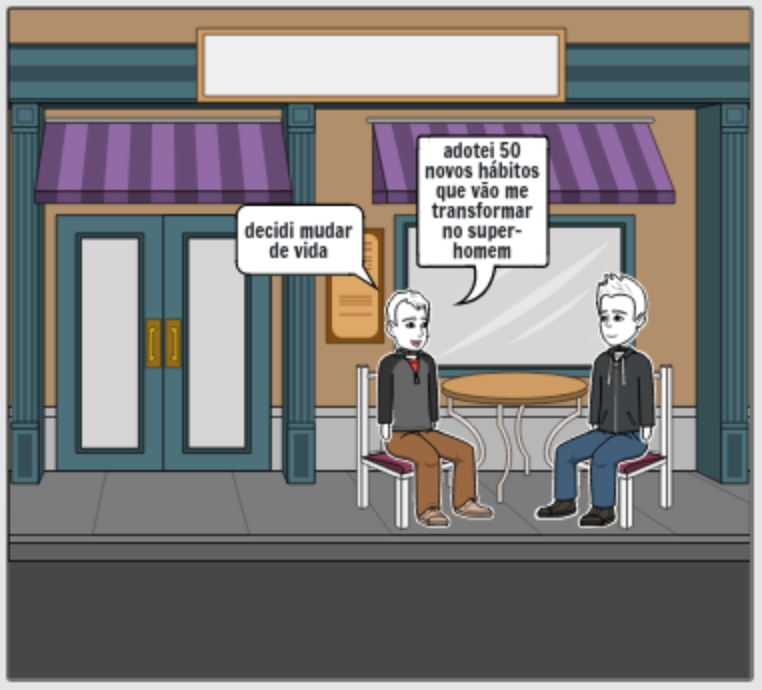 decidi mudar
de vida
adotei 50
novos hábitos
que vão me
transformar
no super-
homem